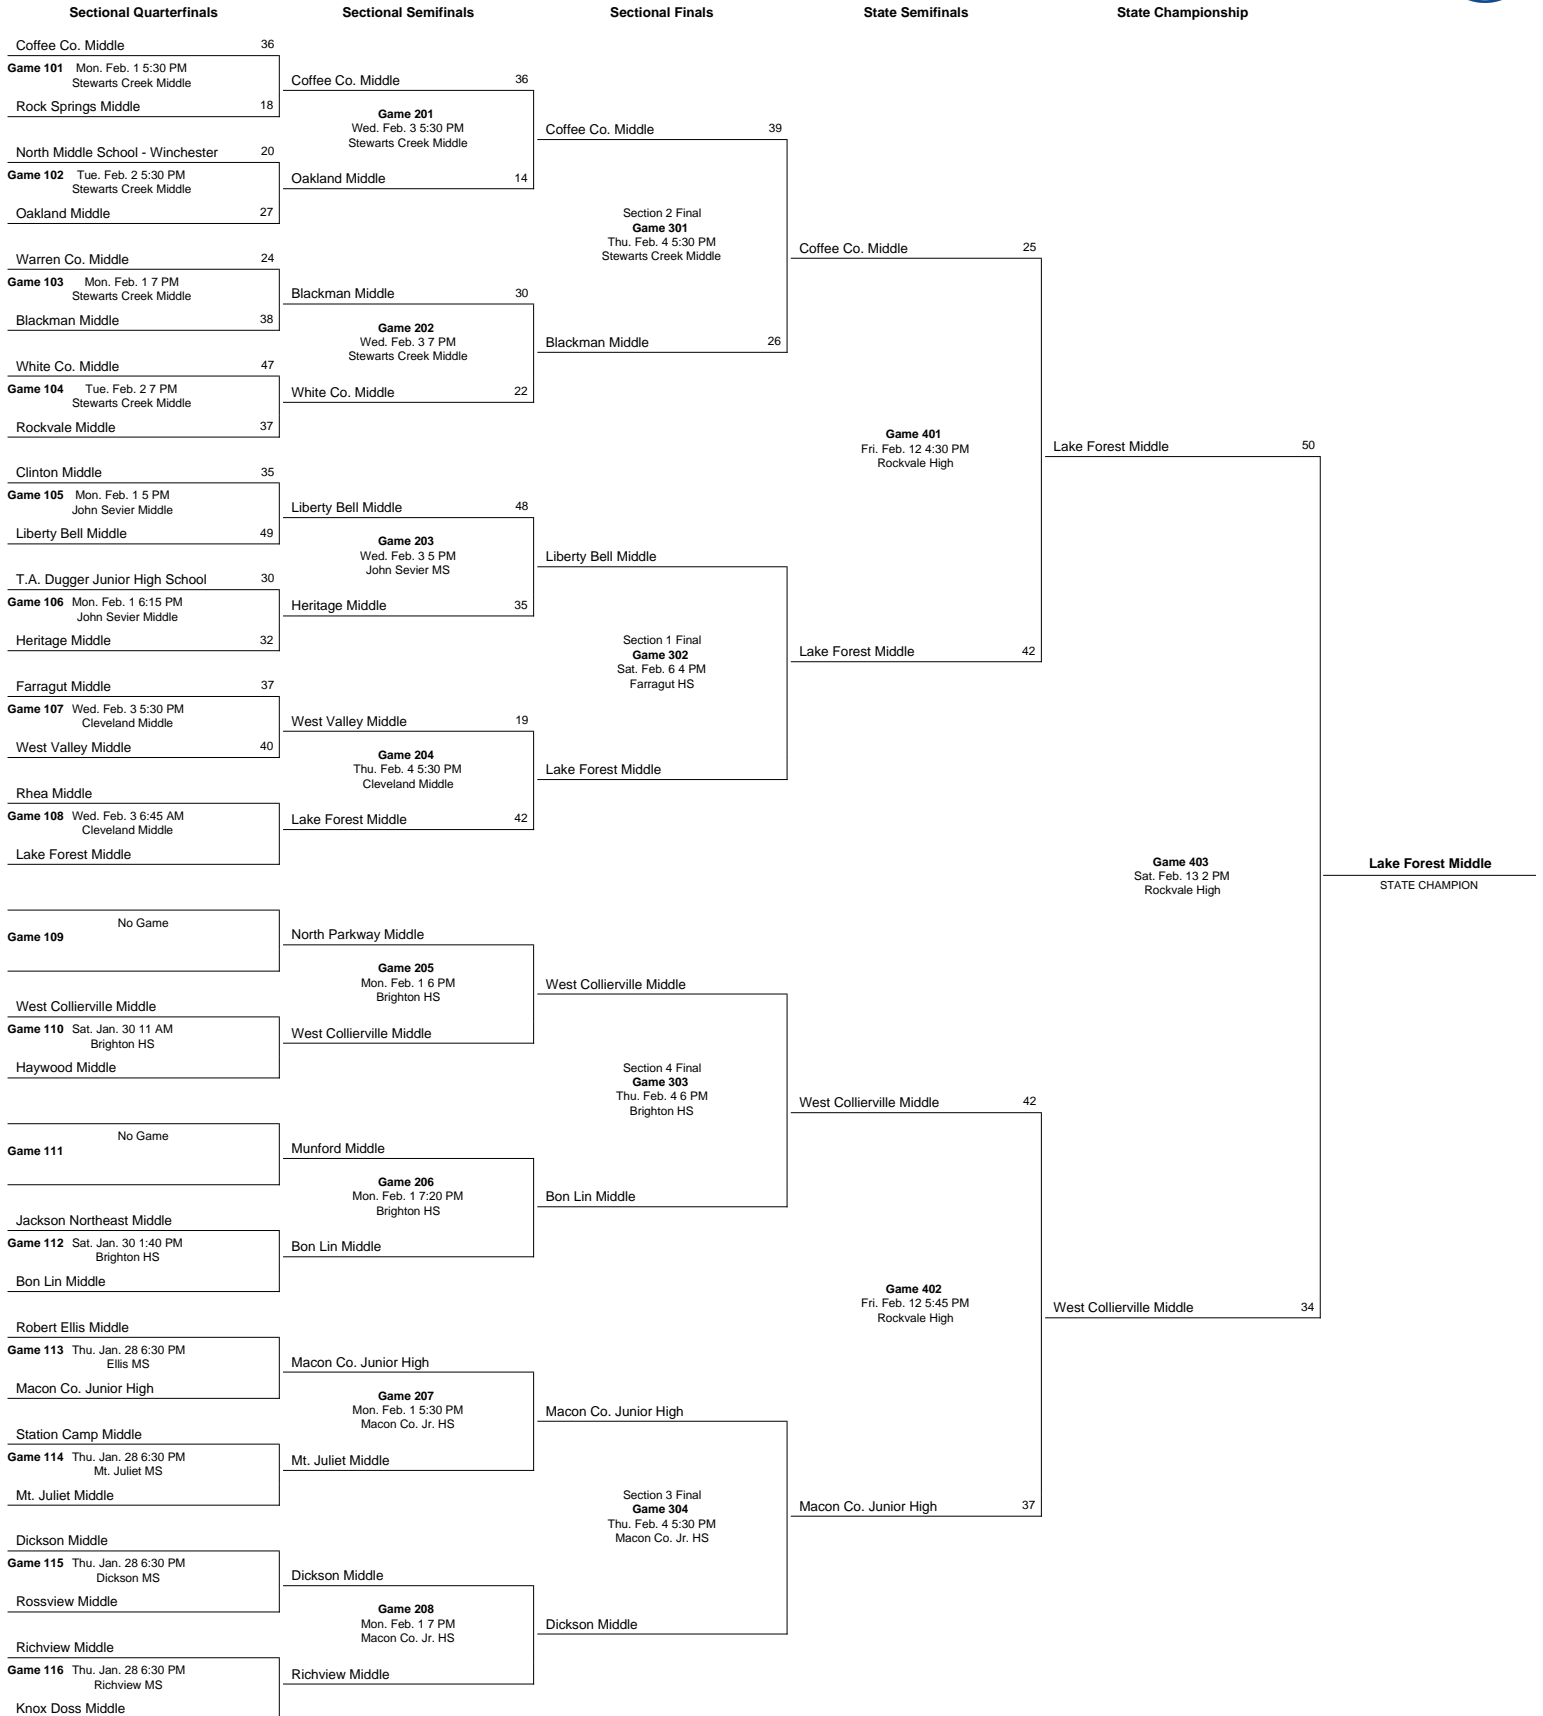 Sectional Quarterfinals
Sectional Semifinals
Sectional Finals
State Semifinals
State Championship
Coffee Co. Middle 36
Game 101 Mon. Feb. 1 5:30 PM
Stewarts Creek Middle
Rock Springs Middle 18
North Middle School - Winchester 20
Game 102 Tue. Feb. 2 5:30 PM
Stewarts Creek Middle
Oakland Middle 27
Warren Co. Middle 24
Game 103 Mon. Feb. 1 7 PM
Stewarts Creek Middle
Blackman Middle 38
White Co. Middle 47
Game 104 Tue. Feb. 2 7 PM
Stewarts Creek Middle
Rockvale Middle 37
Clinton Middle 35
Game 105 Mon. Feb. 1 5 PM
John Sevier Middle
Liberty Bell Middle 49
T.A. Dugger Junior High School 30
Game 106 Mon. Feb. 1 6:15 PM
John Sevier Middle
Heritage Middle 32
Farragut Middle 37
Game 107 Wed. Feb. 3 5:30 PM
Cleveland Middle
West Valley Middle 40
Rhea Middle
Game 108 Wed. Feb. 3 6:45 AM
Cleveland Middle
Lake Forest Middle
No Game
Game 109
West Collierville Middle
Game 110 Sat. Jan. 30 11 AM
Brighton HS
Haywood Middle
No Game
Game 111
Jackson Northeast Middle
Game 112 Sat. Jan. 30 1:40 PM
Brighton HS
Bon Lin Middle
Robert Ellis Middle
Game 113 Thu. Jan. 28 6:30 PM
Ellis MS
Macon Co. Junior High
Station Camp Middle
Game 114 Thu. Jan. 28 6:30 PM
Mt. Juliet MS
Mt. Juliet Middle
Dickson Middle
Game 115 Thu. Jan. 28 6:30 PM
Dickson MS
Rossview Middle
Richview Middle
Game 116 Thu. Jan. 28 6:30 PM
Richview MS
Knox Doss Middle
Coffee Co. Middle 36
Game 201
Wed. Feb. 3 5:30 PM
Stewarts Creek Middle
Oakland Middle 14
Blackman Middle 30
Game 202
Wed. Feb. 3 7 PM
Stewarts Creek Middle
White Co. Middle 22
Liberty Bell Middle 48
Game 203
Wed. Feb. 3 5 PM
John Sevier MS
Heritage Middle 35
West Valley Middle 19
Game 204
Thu. Feb. 4 5:30 PM
Cleveland Middle
Lake Forest Middle 42
North Parkway Middle
Game 205
Mon. Feb. 1 6 PM
Brighton HS
West Collierville Middle
Munford Middle
Game 206
Mon. Feb. 1 7:20 PM
Brighton HS
Bon Lin Middle
Macon Co. Junior High
Game 207
Mon. Feb. 1 5:30 PM
Macon Co. Jr. HS
Mt. Juliet Middle
Dickson Middle
Game 208
Mon. Feb. 1 7 PM
Macon Co. Jr. HS
Richview Middle
Coffee Co. Middle 39
Section 2 Final
Game 301
Thu. Feb. 4 5:30 PM
Stewarts Creek Middle
Blackman Middle 26
Liberty Bell Middle
Section 1 Final
Game 302
Sat. Feb. 6 4 PM
Farragut HS
Lake Forest Middle
West Collierville Middle
Section 4 Final
Game 303
Thu. Feb. 4 6 PM
Brighton HS
Bon Lin Middle
Macon Co. Junior High
Section 3 Final
Game 304
Thu. Feb. 4 5:30 PM
Macon Co. Jr. HS
Dickson Middle
Coffee Co. Middle 25
Game 401
Fri. Feb. 12 4:30 PM
Rockvale High
Lake Forest Middle 42
West Collierville Middle 42
Game 402
Fri. Feb. 12 5:45 PM
Rockvale High
Macon Co. Junior High 37
Lake Forest Middle 50
Game 403
Sat. Feb. 13 2 PM
Rockvale High
West Collierville Middle 34
Lake Forest Middle
STATE CHAMPION